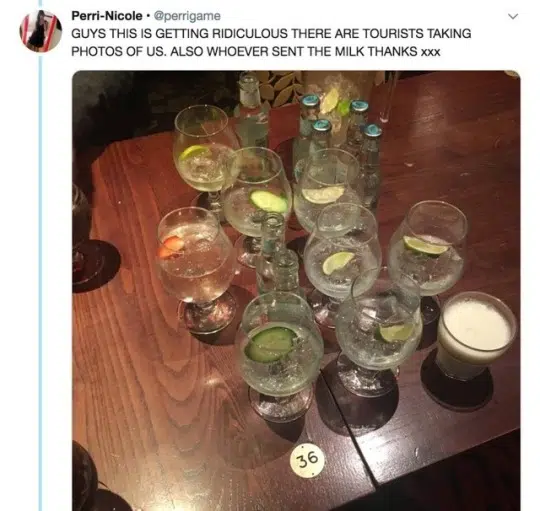 Perri-Nicole • @perrigame
GUYS THIS IS GETTING RIDICULOUS THERE ARE TOURISTS TAKING
PHOTOS OF US. ALSO WHOEVER SENT THE MILK THANKS xxx
36